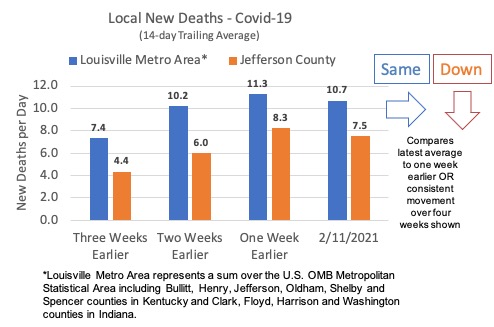 Local New Deaths - Covid-19
(14-day Trailing Average)
Louisville Metro Area* Jefferson County
Same Down
New Deaths per Day
12.0
10.0
8.0
6.0
4.0
2.0
0.0
7.4
4.4
10.2
6.0
11.3
8.3
10.7
7.5
Three Weeks
Earlier
Two Weeks
Earlier
One Week
Earlier
2/11/2021
Compares
latest average
to one week
earlier OR
consistent
movement
over four
weeks shown
*Louisville Metro Area represents a sum over the U.S. OMB Metropolitan
Statistical Area including Bullitt, Henry, Jefferson, Oldham, Shelby and
Spencer counties in Kentucky and Clark, Floyd, Harrison and Washington
counties in Indiana.